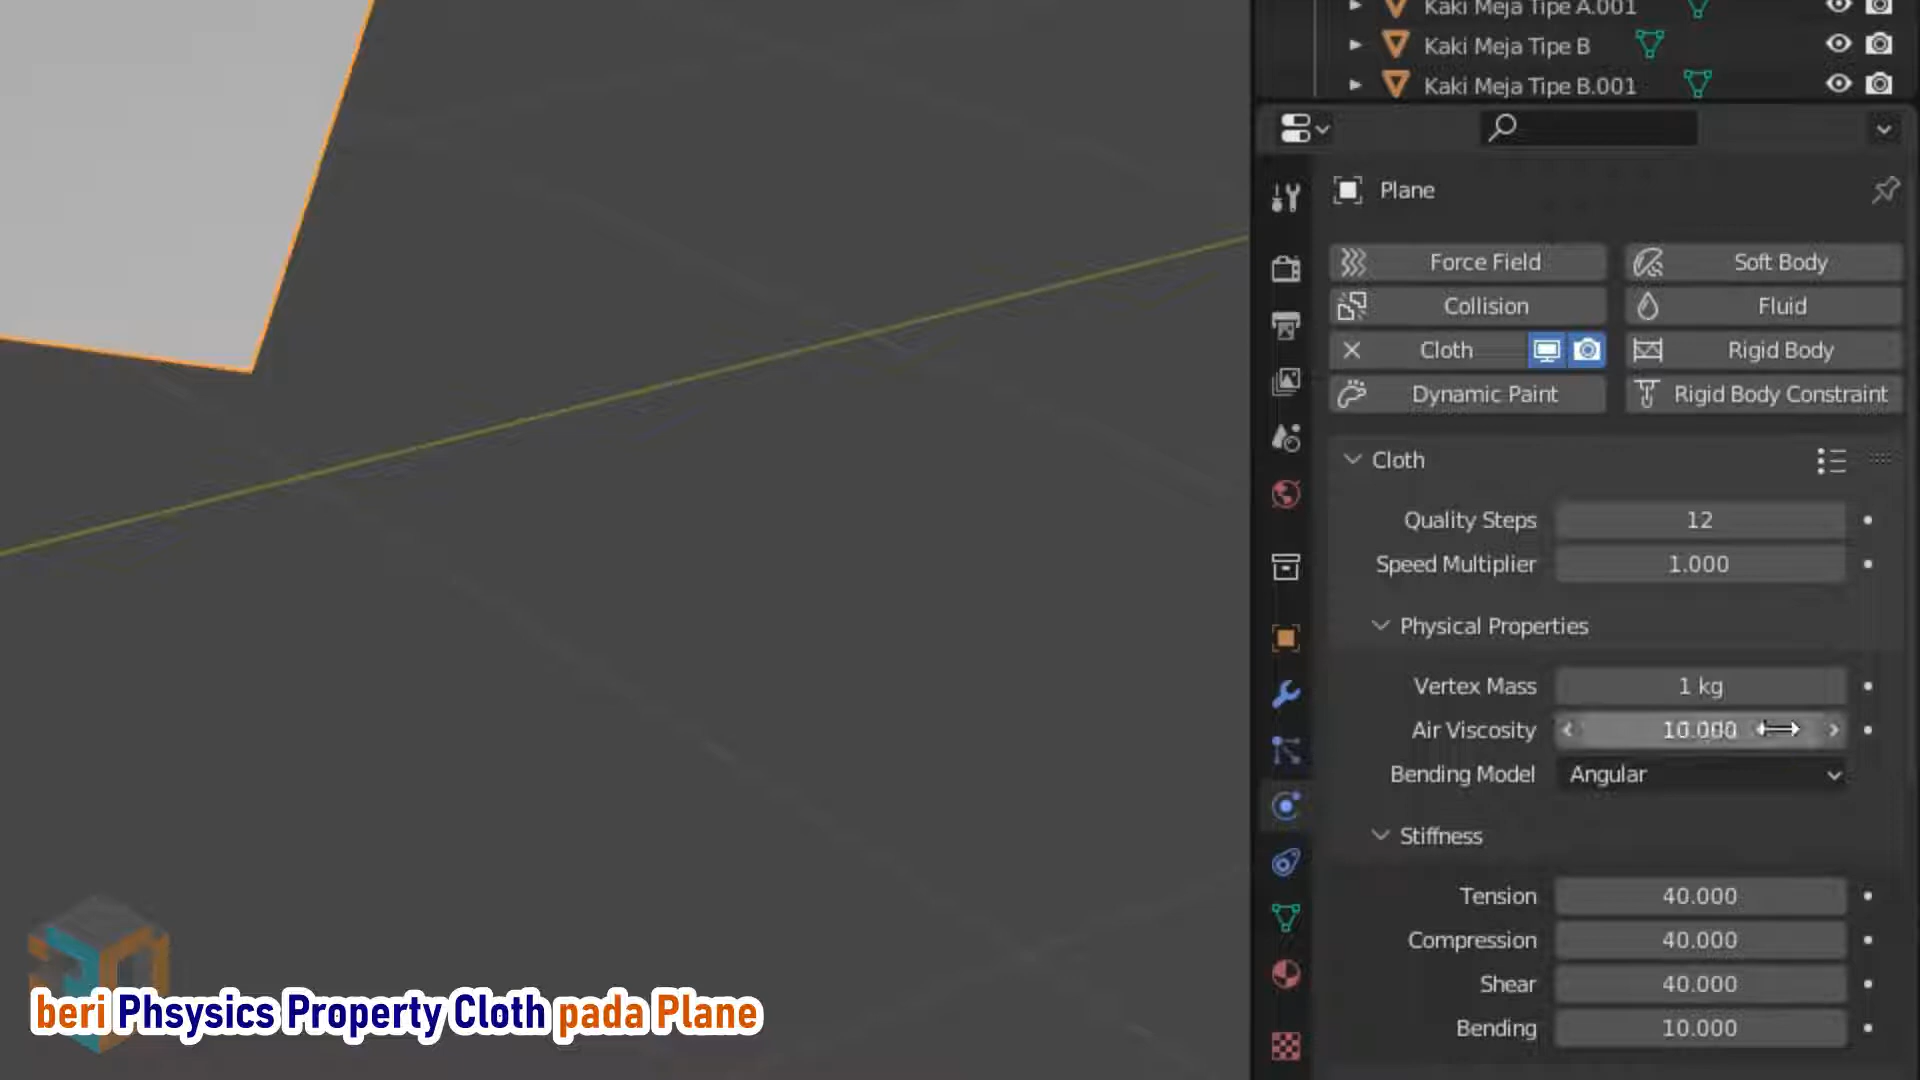 Kaki Meja Tipe A.001
Kaki Meja Tipe B
Kaki Meja Tipe B.001
Plane
Force Field
Soft Body
Collision
Fluid
Cloth
Rigid Body
Dynamic Paint
Rigid Body Constraint
Cloth
Quality Steps 12
Speed Multiplier 1.000
Physical Properties
Vertex Mass 1 kg
Air Viscosity 10.000
Bending Model Angular
Stiffness
Tension 40.000
Compression 40.000
Shear 40.000
Bending 10.000
beri Phsysics Property Cloth pada Plane